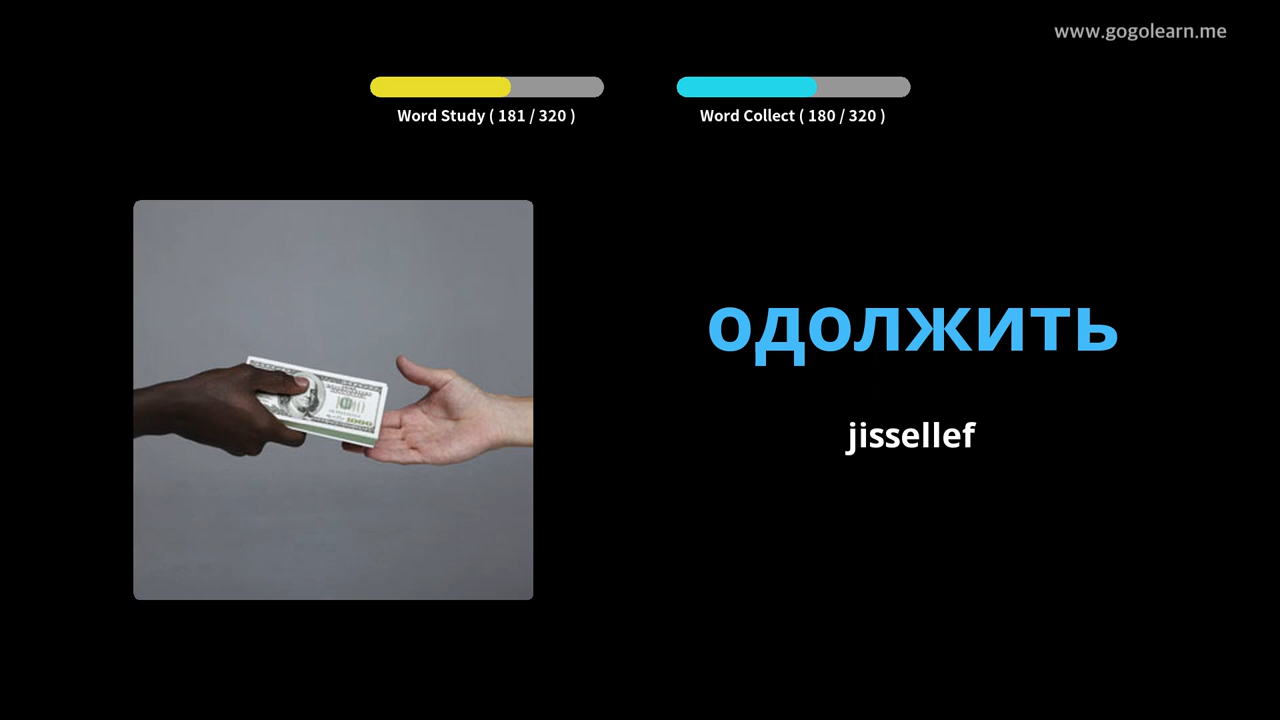 www.gogolearn.me
Word Study ( 181 / 320 )
Word Collect ( 180 / 320 )
одолжить
jissellef